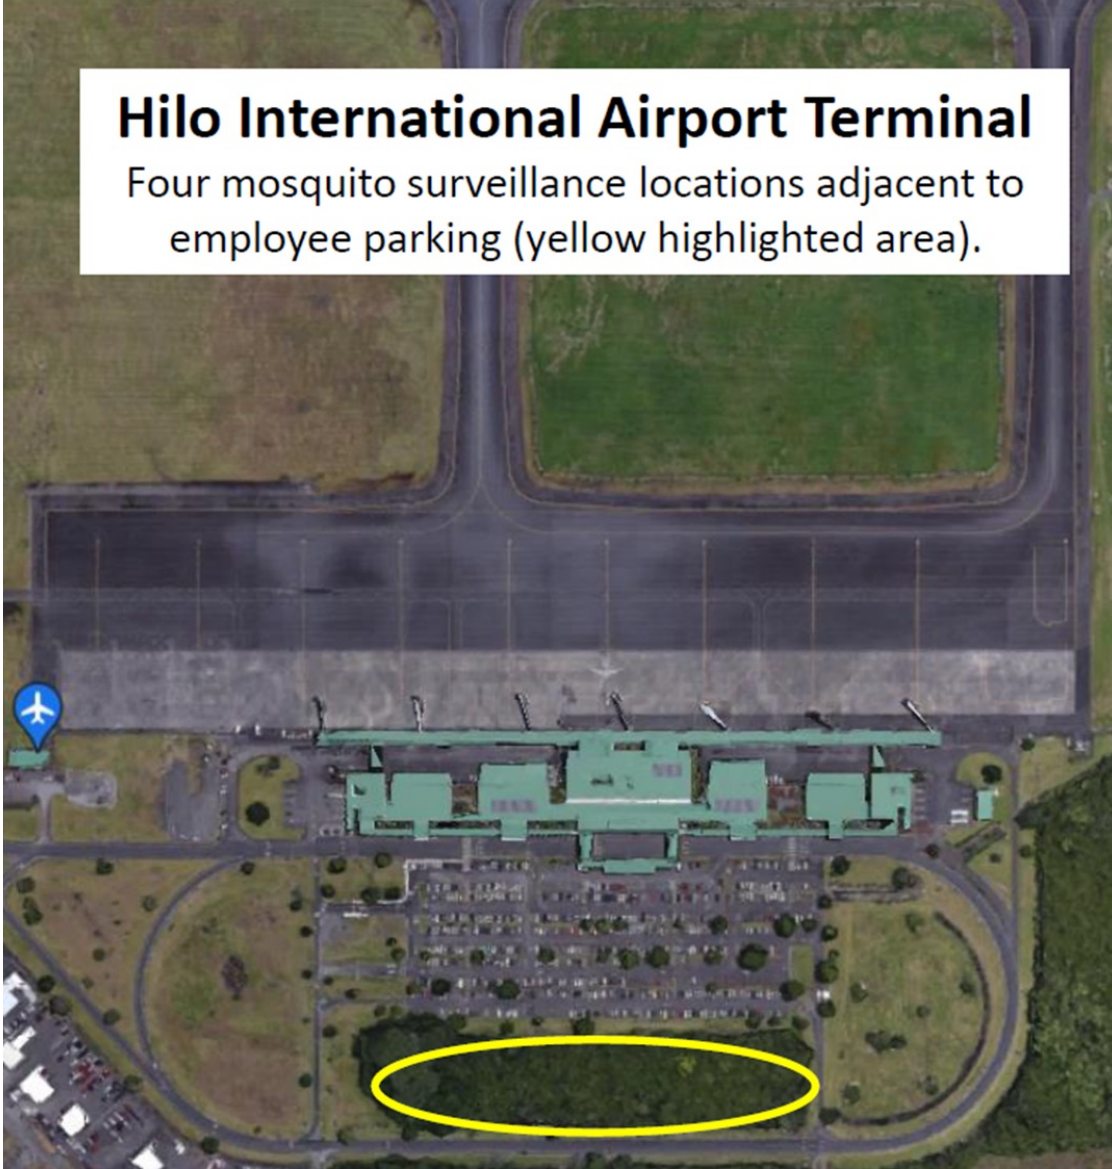 Hilo International Airport Terminal
Four mosquito surveillance locations adjacent to
employee parking (yellow highlighted area).